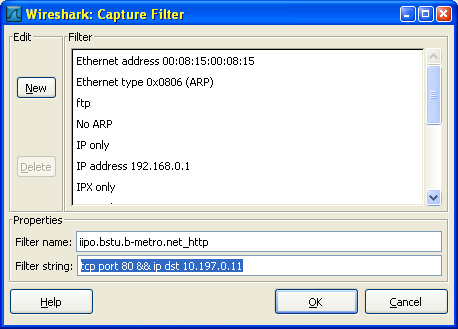 Wireshark: Capture Filter
Edit
Filter
New
Delete
Ethernet address 00:08:15:00:08:15
Ethernet type 0x0806 (ARP)
ftp
No ARP
IP only
IP address 192.168.0.1
IPX only
Properties
Filter name: iipo.bstu.b-metro.net_http
Filter string: tcp port 80 && ip dst 10.197.0.11
Help
OK
Cancel